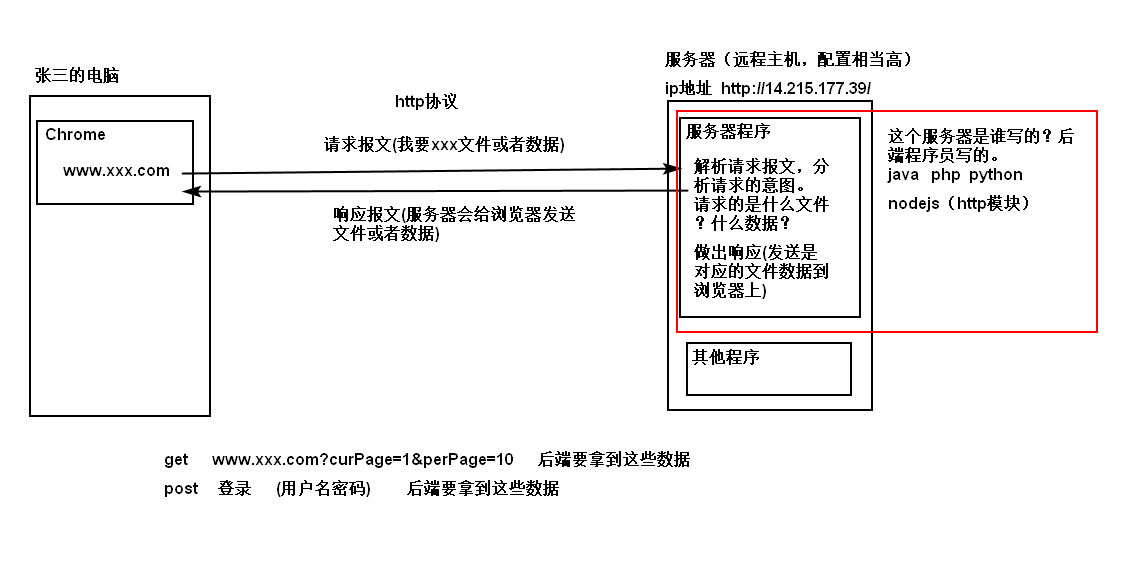 张三的电脑
Chrome
www.xxx.com
http协议
请求报文(我要xxx文件或者数据)
响应报文(服务器会给浏览器发送
文件或者数据)
服务器（远程主机，配置相当高）
ip地址  http://14.215.177.39/
服务器程序
解析请求报文，分
析请求的意图。
请求的是什么文件
？什么数据？
做出响应(发送是
对应的文件数据到
浏览器上)
其他程序
这个服务器是谁写的？后
端程序员写的。
java   php  python
nodejs（http模块）
get     www.xxx.com?curPage=1&perPage=10     后端要拿到这些数据
post    登录     (用户名密码)       后端要拿到这些数据